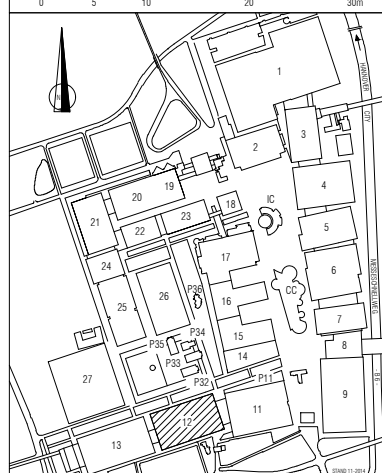 0 5 10 20 30m
N
1
HANNOVER CITY
3
2
19
4
20
18
IC
21
23
22
5
17
24
6
26
P36
16
CC
25
MESSESCHNELLWEG
7
P34
P35
15
8
P33
14
27
P32
P11
B 6
9
12
11
13
STAND 11-2014